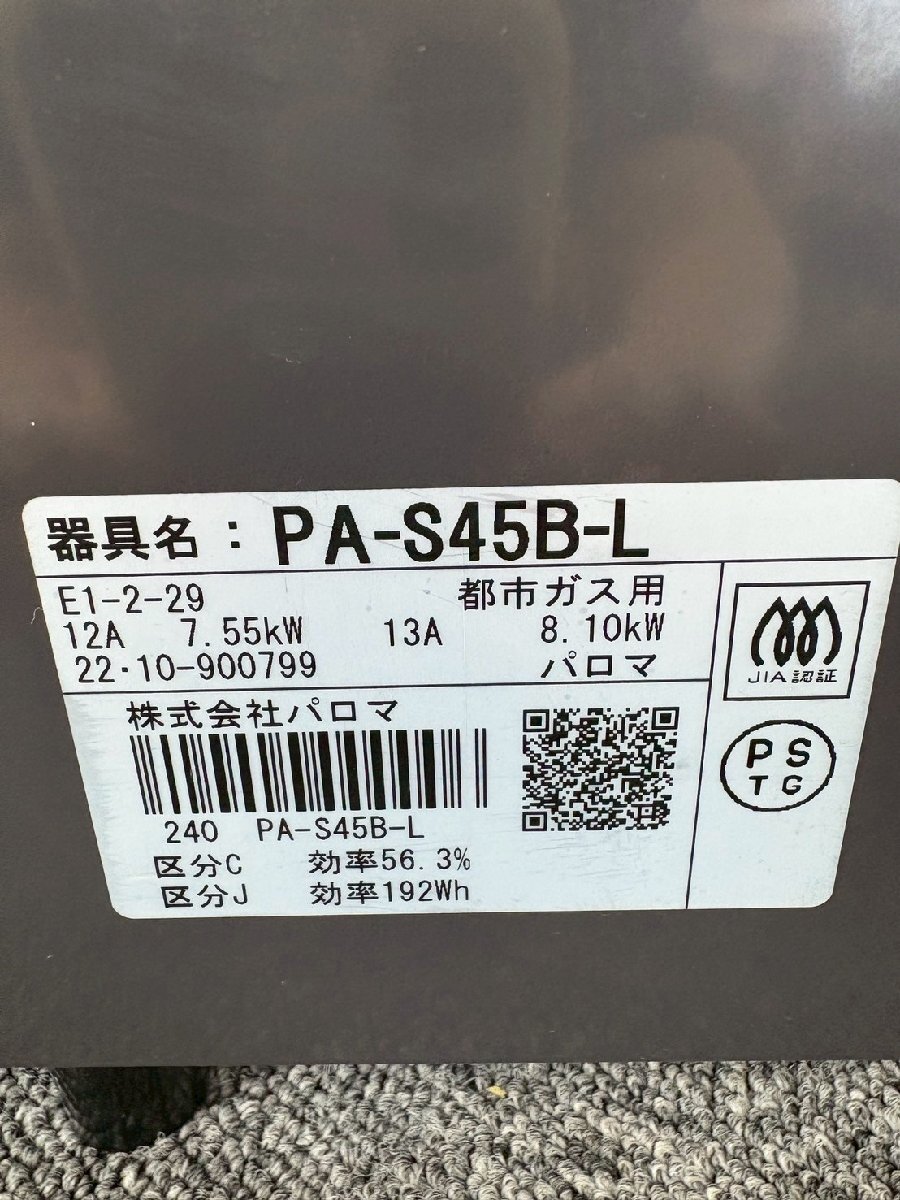 器具名：PA-S45B-L
E1-2-29 都市ガス用
12A 7.55kW 13A 8.10kW
22・10-900799 パロマ
JIA認証
株式会社パロマ
PS
TG
240 PA-S45B-L
区分C 効率56.3%
区分J 効率192Wh